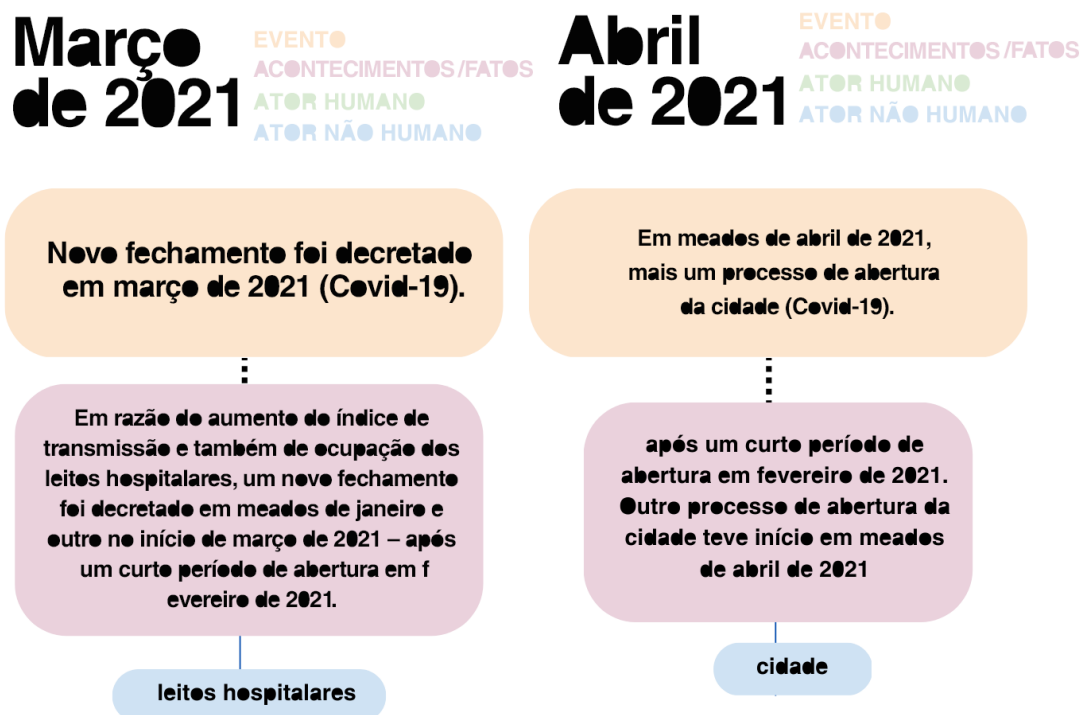 Março
de 2021
EVENTO
ACONTECIMENTOS/FATOS
ATOR HUMANO
ATOR NÃO HUMANO
Novo fechamento foi decretado
em março de 2021 (Covid-19).
Em razão do aumento do índice de
transmissão e também de ocupação dos
leitos hospitalares, um novo fechamento
foi decretado em meados de janeiro e
outro no início de março de 2021 – após
um curto período de abertura em f
evereiro de 2021.
leitos hospitalares
Abril
de 2021
EVENTO
ACONTECIMENTOS/FATOS
ATOR HUMANO
ATOR NÃO HUMANO
Em meados de abril de 2021,
mais um processo de abertura
da cidade (Covid-19).
após um curto período de
abertura em fevereiro de 2021.
Outro processo de abertura da
cidade teve início em meados
de abril de 2021
cidade